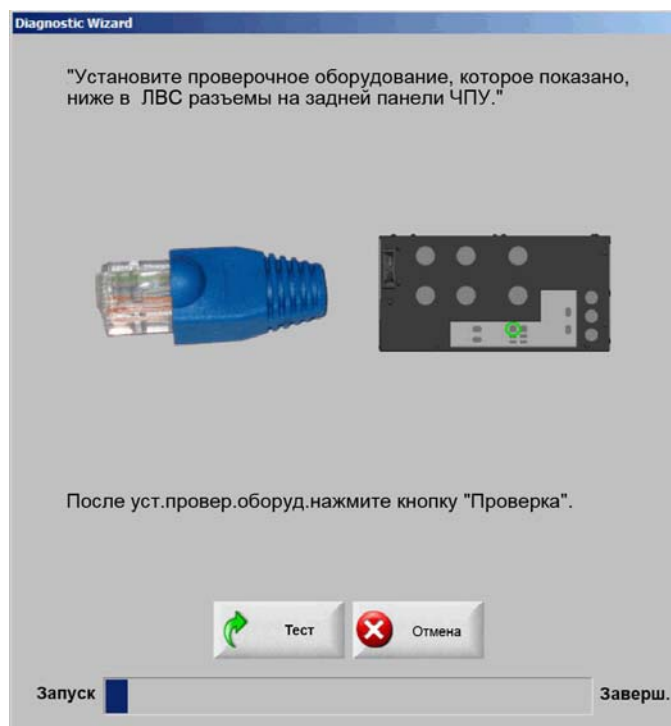 Diagnostic Wizard
"Установите проверочное оборудование, которое показано,
ниже в ЛВС разъемы на задней панели ЧПУ."
После уст.провер.оборуд.нажмите кнопку "Проверка".
Тест
Отмена
Запуск
Заверш.